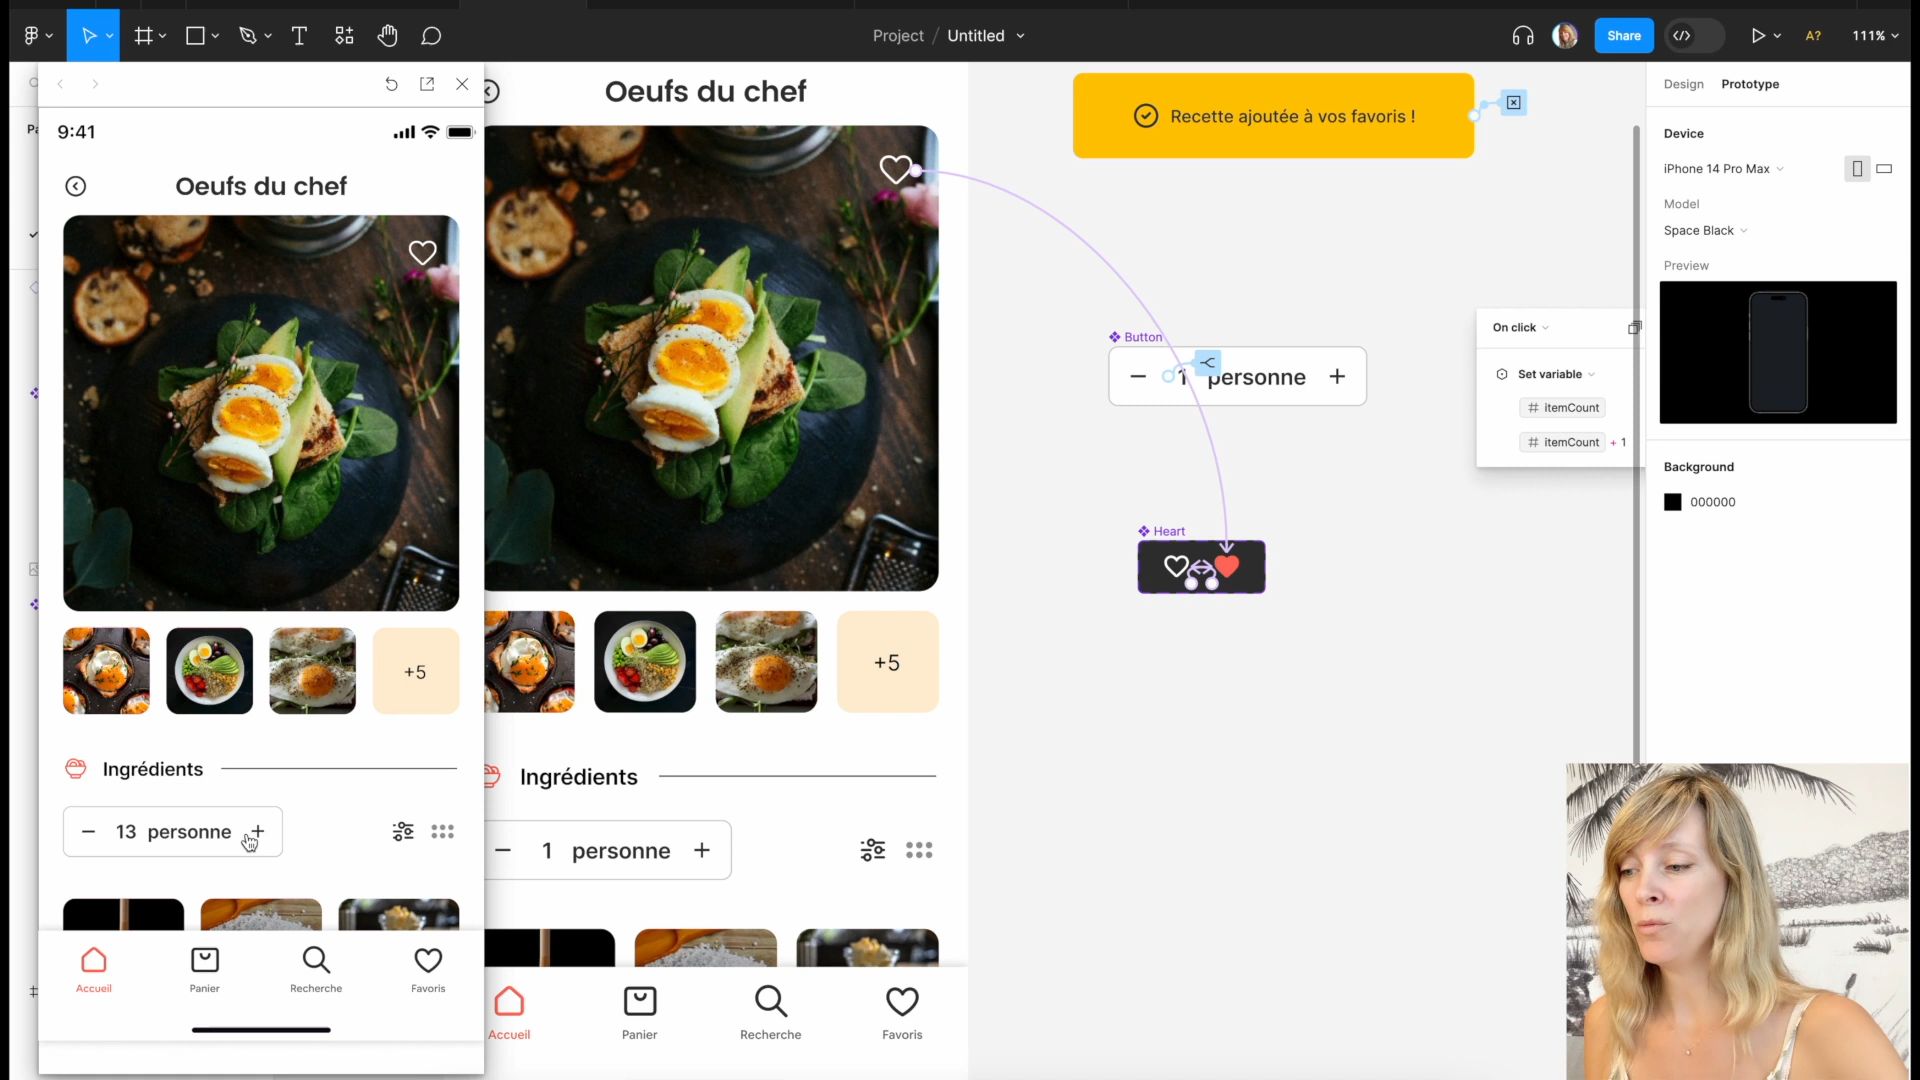 Project / Untitled
Share
A?
111%
Pa
9:41
Oeufs du chef
+5
Ingrédients
13 personne
Accueil
Panier
Recherche
Favoris
Oeufs du chef
+5
Ingrédients
1 personne
Accueil
Panier
Recherche
Favoris
Recette ajoutée à vos favoris !
Button
1 personne
Heart
On click
Set variable
# itemCount
# itemCount + 1
Design Prototype
Device
iPhone 14 Pro Max
Model
Space Black
Preview
Background
000000